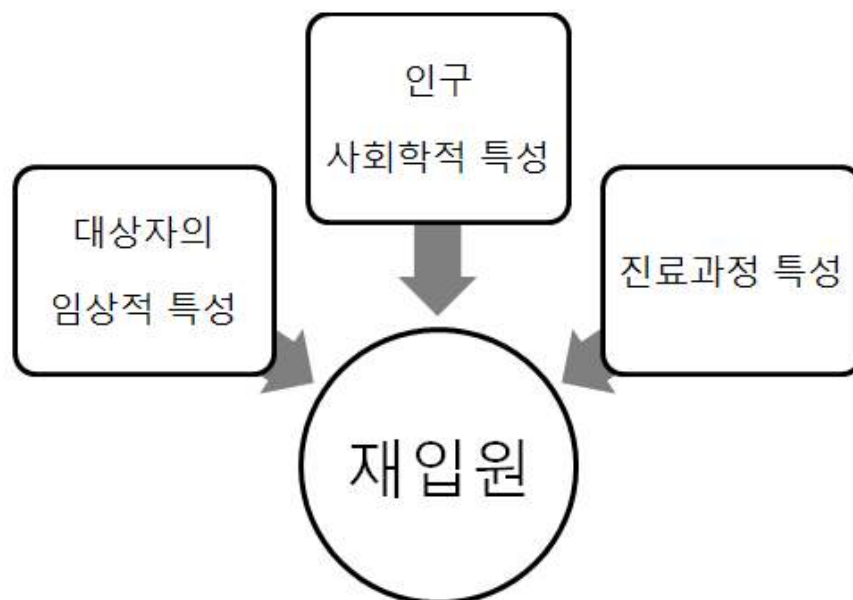 인구
사회학적 특성
대상자의
임상적 특성
진료과정 특성
재입원